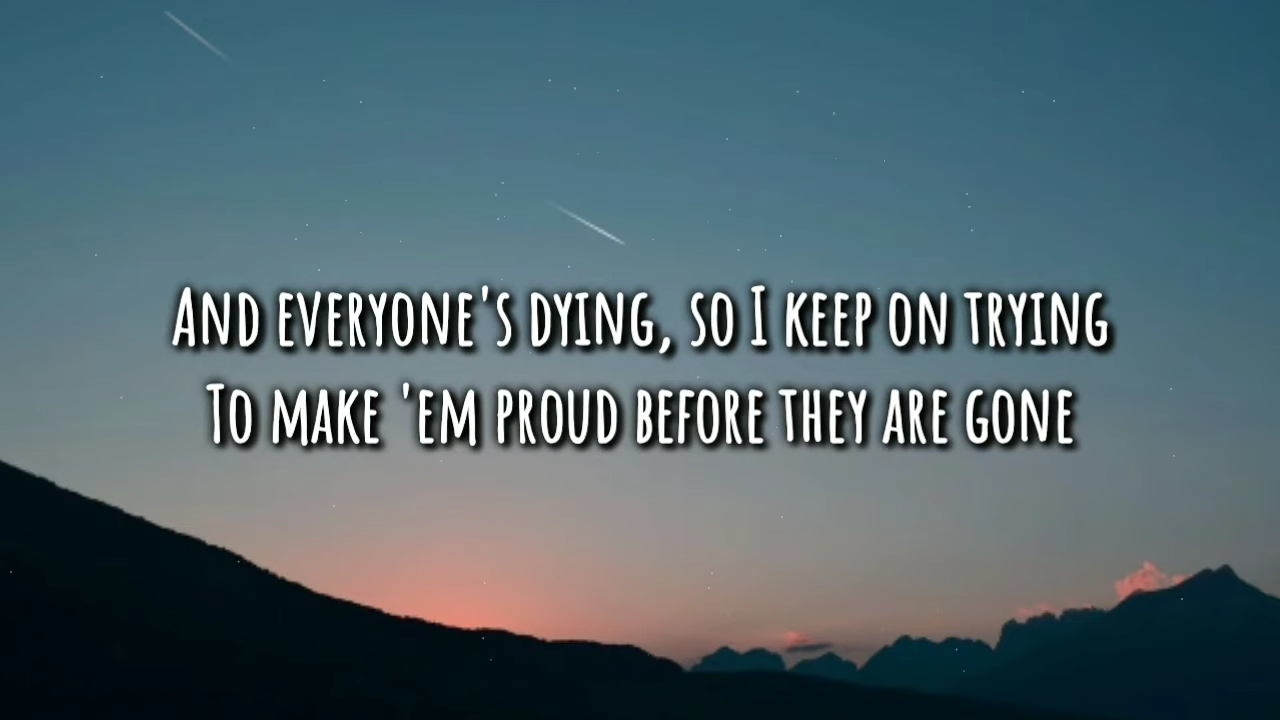 And everyone's dying, so I keep on trying
To make 'em proud before they are gone